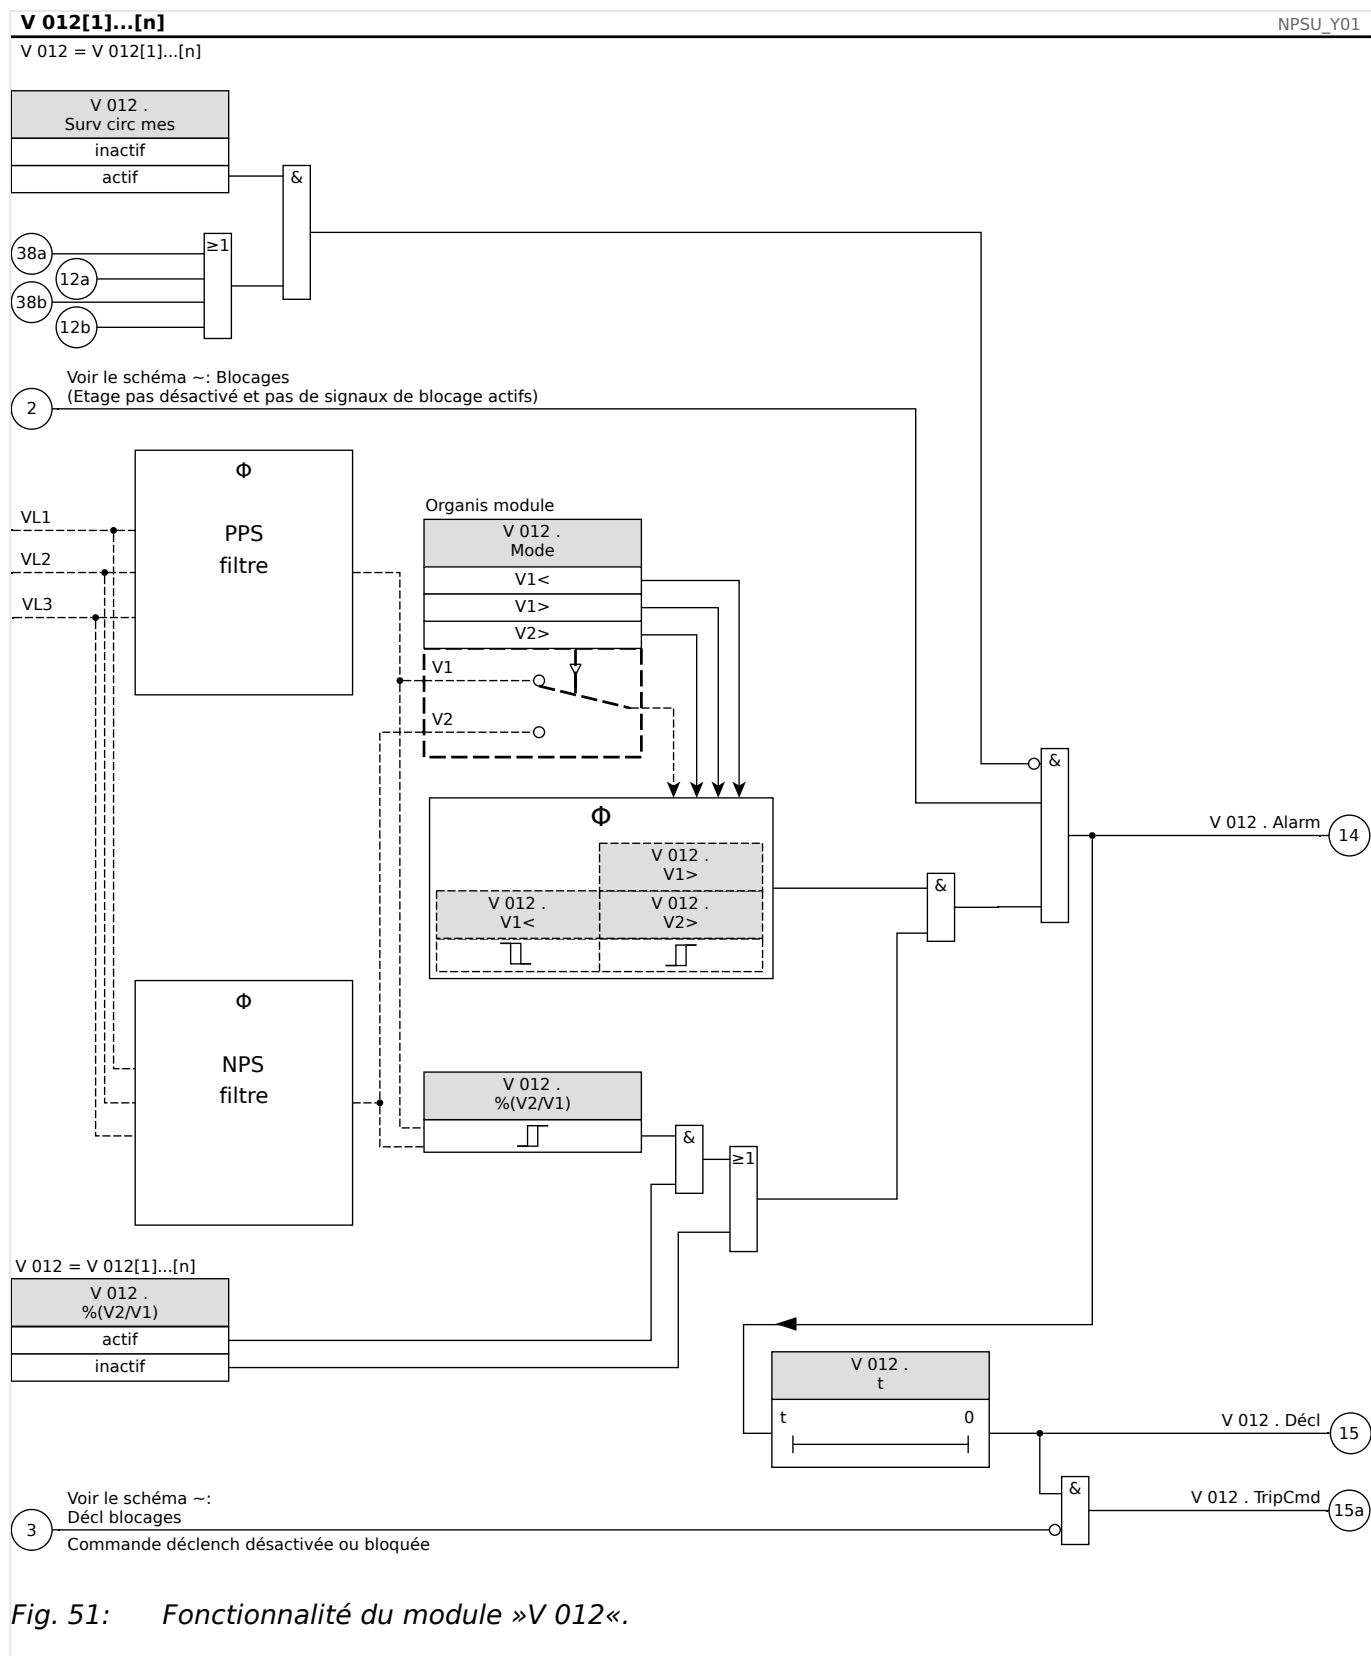 V 012[1]...[n]
NPSU_Y01
V 012 = V 012[1]...[n]
V 012 .
Surv circ mes
inactif
actif
&
≥1
38a
12a
38b
12b
Voir le schéma ~: Blocages
(Etage pas désactivé et pas de signaux de blocage actifs)
2
Φ
PPS
filtre
VL1
VL2
VL3
Organis module
V 012 .
Mode
V1<
V1>
V2>
V1
V2
&
V 012 . Alarm
14
Φ
V 012 .
V1>
V 012 .
V1<
V 012 .
V2>
&
Φ
NPS
filtre
V 012 .
%(V2/V1)
&
≥1
V 012 = V 012[1]...[n]
V 012 .
%(V2/V1)
actif
inactif
V 012 .
t
t 0
V 012 . Décl
15
&
V 012 . TripCmd
15a
Voir le schéma ~:
Décl blocages
3
Commande déclench désactivée ou bloquée
Fig. 51: Fonctionnalité du module »V 012«.